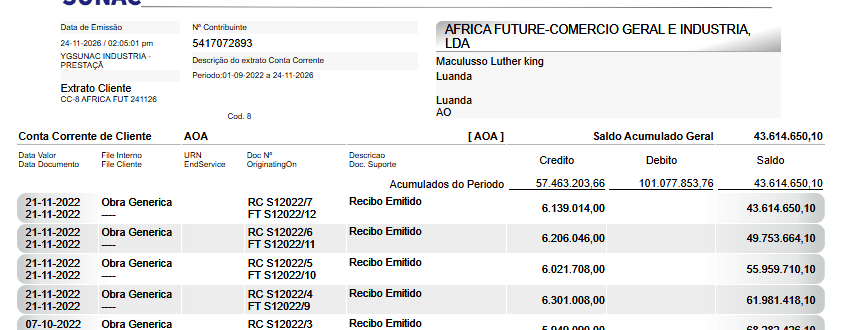 SUNAC
Data de Emissão
Nº Contribuinte
24-11-2026 / 02:05:01 pm
5417072893
YGSUNAC INDUSTRIA -
PRESTAÇÃ
Descrição do extrato Conta Corrente
Periodo:01-09-2022 a 24-11-2026
Extrato Cliente
CC-8 AFRICA FUT 241126
Cod. 8
AFRICA FUTURE-COMERCIO GERAL E INDUSTRIA,
LDA
Maculusso Luther king
Luanda
Luanda
AO
Conta Corrente de Cliente AOA [ AOA ] Saldo Acumulado Geral 43.614.650,10
Data Valor File Interno URN Doc Nº Descricao
Data Documento File Cliente EndService OriginatingOn Doc. Suporte Credito Debito Saldo
Acumulados do Periodo 57.463.203,66 101.077.853,76 43.614.650,10
21-11-2022 Obra Generica RC S12022/7 Recibo Emitido
21-11-2022 ---- FT S12022/12 6.139.014,00 43.614.650,10
21-11-2022 Obra Generica RC S12022/6 Recibo Emitido
21-11-2022 ---- FT S12022/11 6.206.046,00 49.753.664,10
21-11-2022 Obra Generica RC S12022/5 Recibo Emitido
21-11-2022 ---- FT S12022/10 6.021.708,00 55.959.710,10
21-11-2022 Obra Generica RC S12022/4 Recibo Emitido
21-11-2022 ---- FT S12022/9 6.301.008,00 61.981.418,10
07-10-2022 Obra Generica RC S12022/3 Recibo Emitido